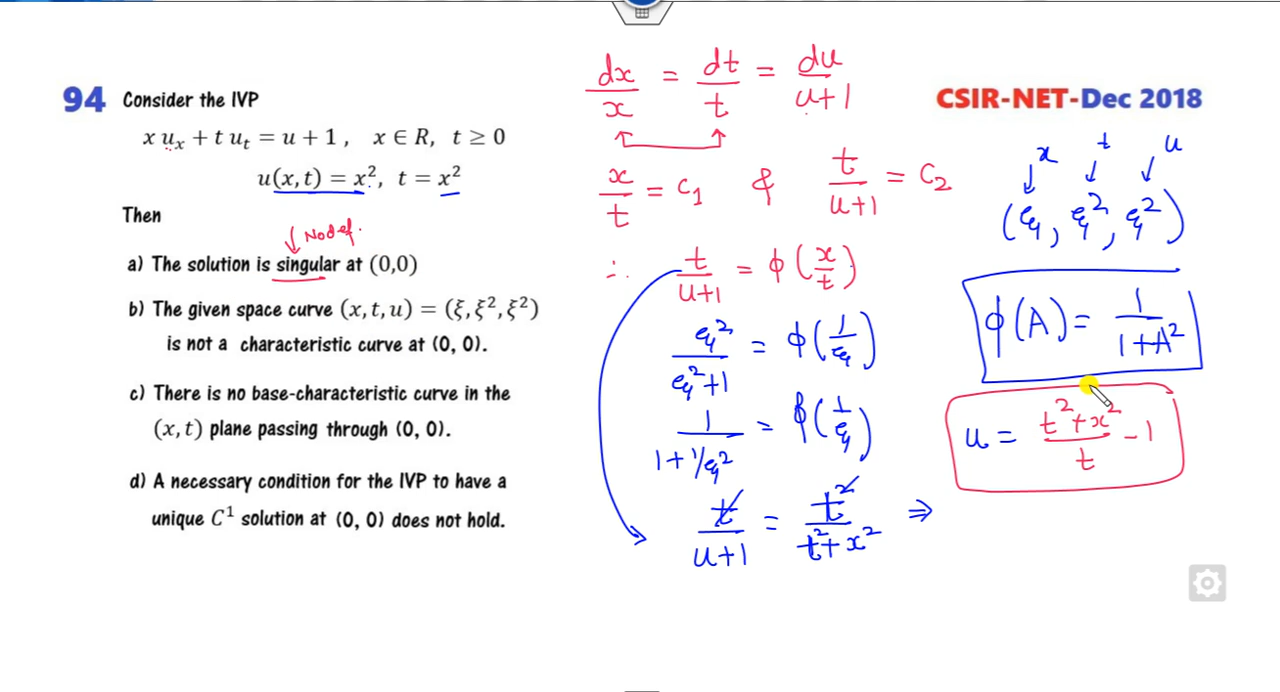 94 Consider the IVP
x uₓ + t uₜ = u + 1, x ∈ R, t ≥ 0
u(x,t) = x², t = x²
Then
Not def.
a) The solution is singular at (0,0)
b) The given space curve (x,t,u) = (ξ,ξ²,ξ²)
is not a characteristic curve at (0, 0).
c) There is no base-characteristic curve in the
(x,t) plane passing through (0, 0).
d) A necessary condition for the IVP to have a
unique C¹ solution at (0, 0) does not hold.
dx/x = dt/t = du/(u+1)
x/t = C₁ & t/(u+1) = C₂
∴ t/(u+1) = ϕ(x/t)
ξ²/(ξ²+1) = ϕ(1/ξ)
1/(1+1/ξ²) = ϕ(1/ξ)
t/(u+1) = t²/(t²+x²) ⇒
CSIR-NET-Dec 2018
x t u
(ξ, ξ², ξ²)
ϕ(A) = 1/(1+A²)
u = (t²+x²)/t - 1